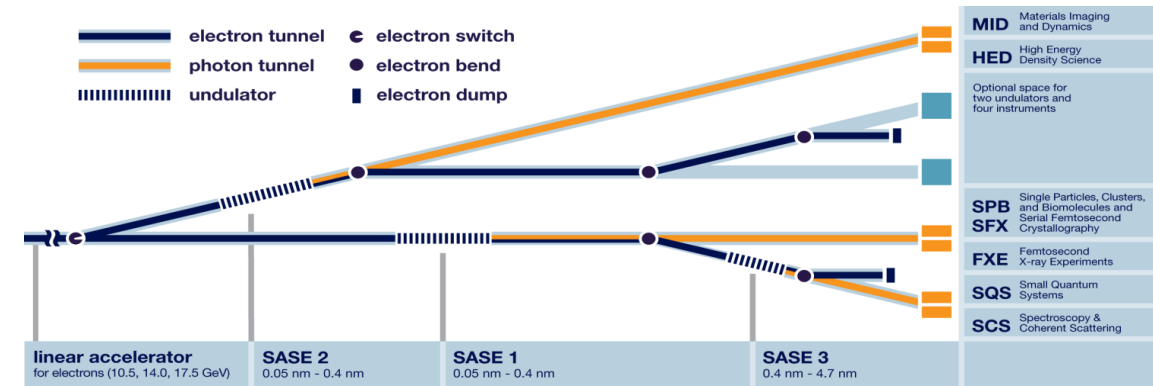 electron tunnel
electron switch
photon tunnel
electron bend
undulator
electron dump
MID Materials Imaging
and Dynamics
HED High Energy
Density Science
Optional space for
two undulators and
four instruments
SPB
SFX
Single Particles, Clusters,
and Biomolecules and
Serial Femtosecond
Crystallography
FXE Femtosecond
X-ray Experiments
SQS Small Quantum
Systems
SCS Spectroscopy &
Coherent Scattering
linear accelerator
for electrons (10.5, 14.0, 17.5 GeV)
SASE 2
0.05 nm - 0.4 nm
SASE 1
0.05 nm - 0.4 nm
SASE 3
0.4 nm - 4.7 nm